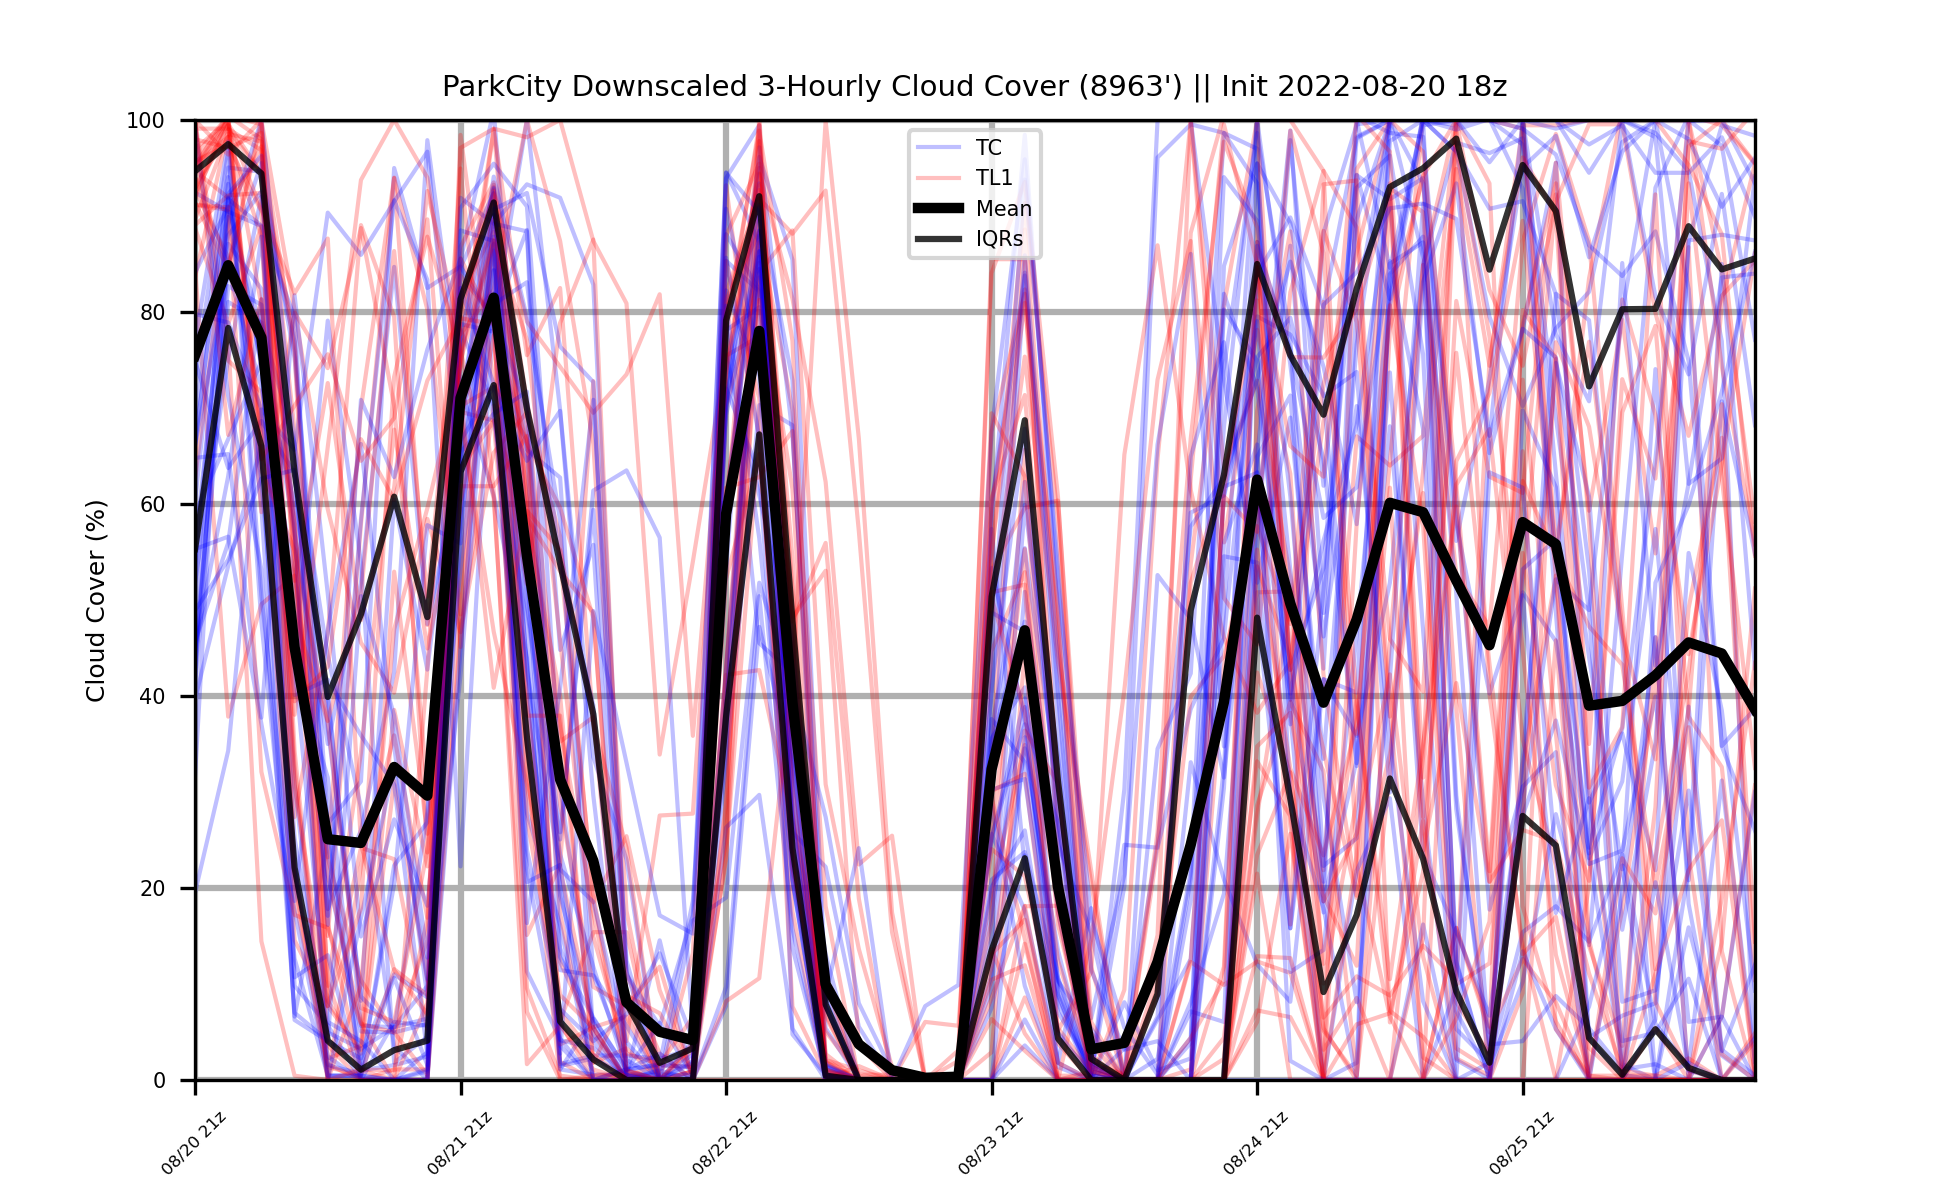 ParkCity Downscaled 3-Hourly Cloud Cover (8963') || Init 2022-08-20 18z
Cloud Cover (%)
100
80
60
40
20
0
TC
TL1
Mean
IQRs
08/20 21z
08/21 21z
08/22 21z
08/23 21z
08/24 21z
08/25 21z